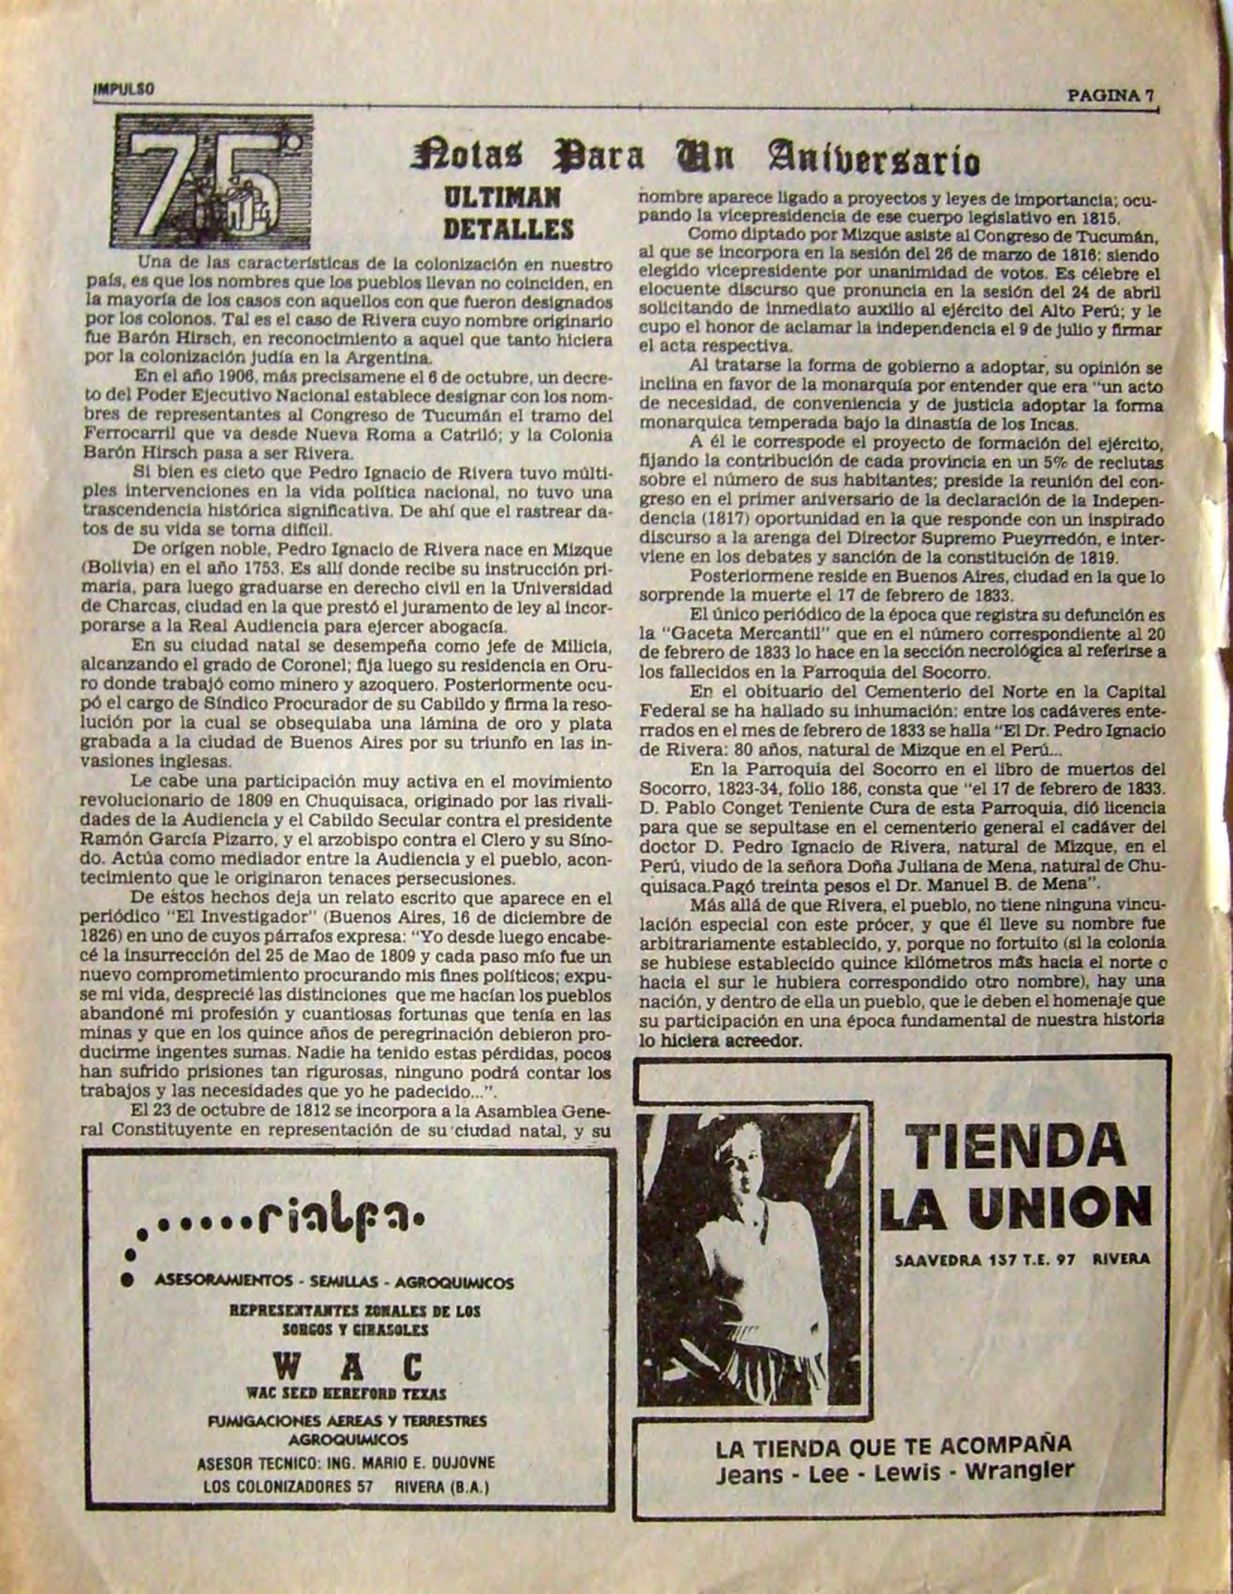 IMPULSO
PAGINA 7
75°
Notas Para Un Aniversario
ULTIMAN
DETALLES
Una de las características de la colonización en nuestro
país, es que los nombres que los pueblos llevan no coinciden, en
la mayoría de los casos con aquellos con que fueron designados
por los colonos. Tal es el caso de Rivera cuyo nombre originario
fue Barón Hirsch, en reconocimiento a aquel que tanto hiciera
por la colonización judía en la Argentina.
En el año 1906, más precisamene el 6 de octubre, un decre-
to del Poder Ejecutivo Nacional establece designar con los nom-
bres de representantes al Congreso de Tucumán el tramo del
Ferrocarril que va desde Nueva Roma a Catriló; y la Colonia
Barón Hirsch pasa a ser Rivera.
Si bien es cieto que Pedro Ignacio de Rivera tuvo múlti-
ples intervenciones en la vida política nacional, no tuvo una
trascendencia histórica significativa. De ahí que el rastrear da-
tos de su vida se torna difícil.
De orígen noble, Pedro Ignacio de Rivera nace en Mizque
(Bolivia) en el año 1753. Es allí donde recibe su instrucción pri-
maria, para luego graduarse en derecho civil en la Universidad
de Charcas, ciudad en la que prestó el juramento de ley al incor-
porarse a la Real Audiencia para ejercer abogacía.
En su ciudad natal se desempeña como jefe de Milicia,
alcanzando el grado de Coronel; fija luego su residencia en Oru-
ro donde trabajó como minero y azoquero. Posteriormente ocu-
pó el cargo de Síndico Procurador de su Cabildo y firma la reso-
lución por la cual se obsequiaba una lámina de oro y plata
grabada a la ciudad de Buenos Aires por su triunfo en las in-
vasiones inglesas.
Le cabe una participación muy activa en el movimiento
revolucionario de 1809 en Chuquisaca, originado por las rivali-
dades de la Audiencia y el Cabildo Secular contra el presidente
Ramón García Pizarro, y el arzobispo contra el Clero y su Síno-
do. Actúa como mediador entre la Audiencia y el pueblo, acon-
tecimiento que le originaron tenaces persecusiones.
De estos hechos deja un relato escrito que aparece en el
periódico "El Investigador" (Buenos Aires, 16 de diciembre de
1826) en uno de cuyos párrafos expresa: "Yo desde luego encabe-
cé la insurrección del 25 de Mao de 1809 y cada paso mío fue un
nuevo comprometimiento procurando mis fines políticos; expu-
se mi vida, desprecié las distinciones que me hacían los pueblos
abandoné mi profesión y cuantiosas fortunas que tenía en las
minas y que en los quince años de peregrinación debieron pro-
ducirme ingentes sumas. Nadie ha tenido estas pérdidas, pocos
han sufrido prisiones tan rigurosas, ninguno podrá contar los
trabajos y las necesidades que yo he padecido...".
El 23 de octubre de 1812 se incorpora a la Asamblea Gene-
ral Constituyente en representación de su ciudad natal, y su
nombre aparece ligado a proyectos y leyes de importancia; ocu-
pando la vicepresidencia de ese cuerpo legislativo en 1815.
Como diptado por Mizque asiste al Congreso de Tucumán,
al que se incorpora en la sesión del 26 de marzo de 1816: siendo
elegido vicepresidente por unanimidad de votos. Es célebre el
elocuente discurso que pronuncia en la sesión del 24 de abril
solicitando de inmediato auxilio al ejército del Alto Perú; y le
cupo el honor de aclamar la independencia el 9 de julio y firmar
el acta respectiva.
Al tratarse la forma de gobierno a adoptar, su opinión se
inclina en favor de la monarquía por entender que era "un acto
de necesidad, de conveniencia y de justicia adoptar la forma
monarquica temperada bajo la dinastía de los Incas.
A él le correspode el proyecto de formación del ejército,
fijando la contribución de cada provincia en un 5% de reclutas
sobre el número de sus habitantes; preside la reunión del con-
greso en el primer aniversario de la declaración de la Indepen-
dencia (1817) oportunidad en la que responde con un inspirado
discurso a la arenga del Director Supremo Pueyrredón, e inter-
viene en los debates y sanción de la constitución de 1819.
Posteriormene reside en Buenos Aires, ciudad en la que lo
sorprende la muerte el 17 de febrero de 1833.
El único periódico de la época que registra su defunción es
la "Gaceta Mercantil" que en el número correspondiente al 20
de febrero de 1833 lo hace en la sección necrológica al referirse a
los fallecidos en la Parroquia del Socorro.
En el obituario del Cementerio del Norte en la Capital
Federal se ha hallado su inhumación: entre los cadáveres ente-
rrados en el mes de febrero de 1833 se halla "El Dr. Pedro Ignacio
de Rivera: 80 años, natural de Mizque en el Perú...
En la Parroquia del Socorro en el libro de muertos del
Socorro, 1823-34, folio 186, consta que "el 17 de febrero de 1833.
D. Pablo Conget Teniente Cura de esta Parroquia, dió licencia
para que se sepultase en el cementerio general el cadáver del
doctor D. Pedro Ignacio de Rivera, natural de Mizque, en el
Perú, viudo de la señora Doña Juliana de Mena, natural de Chu-
quisaca.Pagó treinta pesos el Dr. Manuel B. de Mena".
Más allá de que Rivera, el pueblo, no tiene ninguna vincu-
lación especial con este prócer, y que él lleve su nombre fue
arbitrariamente establecido, y, porque no fortuito (si la colonia
se hubiese establecido quince kilómetros más hacia el norte o
hacia el sur le hubiera correspondido otro nombre), hay una
nación, y dentro de ella un pueblo, que le deben el homenaje que
su participación en una época fundamental de nuestra historia
lo hiciera acreedor.
rialpa
ASESORAMIENTOS - SEMILLAS - AGROQUIMICOS
REPRESENTANTES ZONALES DE LOS
SORGOS Y GIRASOLES
W A C
WAC SEED HEREFORD TEXAS
FUMIGACIONES AEREAS Y TERRESTRES
AGROQUIMICOS
ASESOR TECNICO: ING. MARIO E. DUJOVNE
LOS COLONIZADORES 57 RIVERA (B.A.)
TIENDA
LA UNION
SAAVEDRA 137 T.E. 97 RIVERA
LA TIENDA QUE TE ACOMPAÑA
Jeans - Lee - Lewis - Wrangler